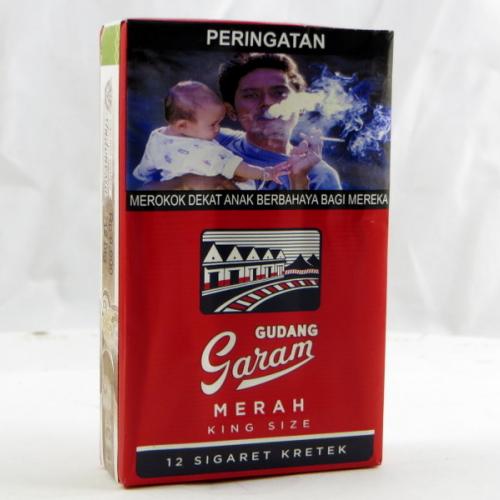 PERINGATAN
MEROKOK DEKAT ANAK BERBAHAYA BAGI MEREKA
GUDANG
Garam
MERAH
KING SIZE
12 SIGARET KRETEK